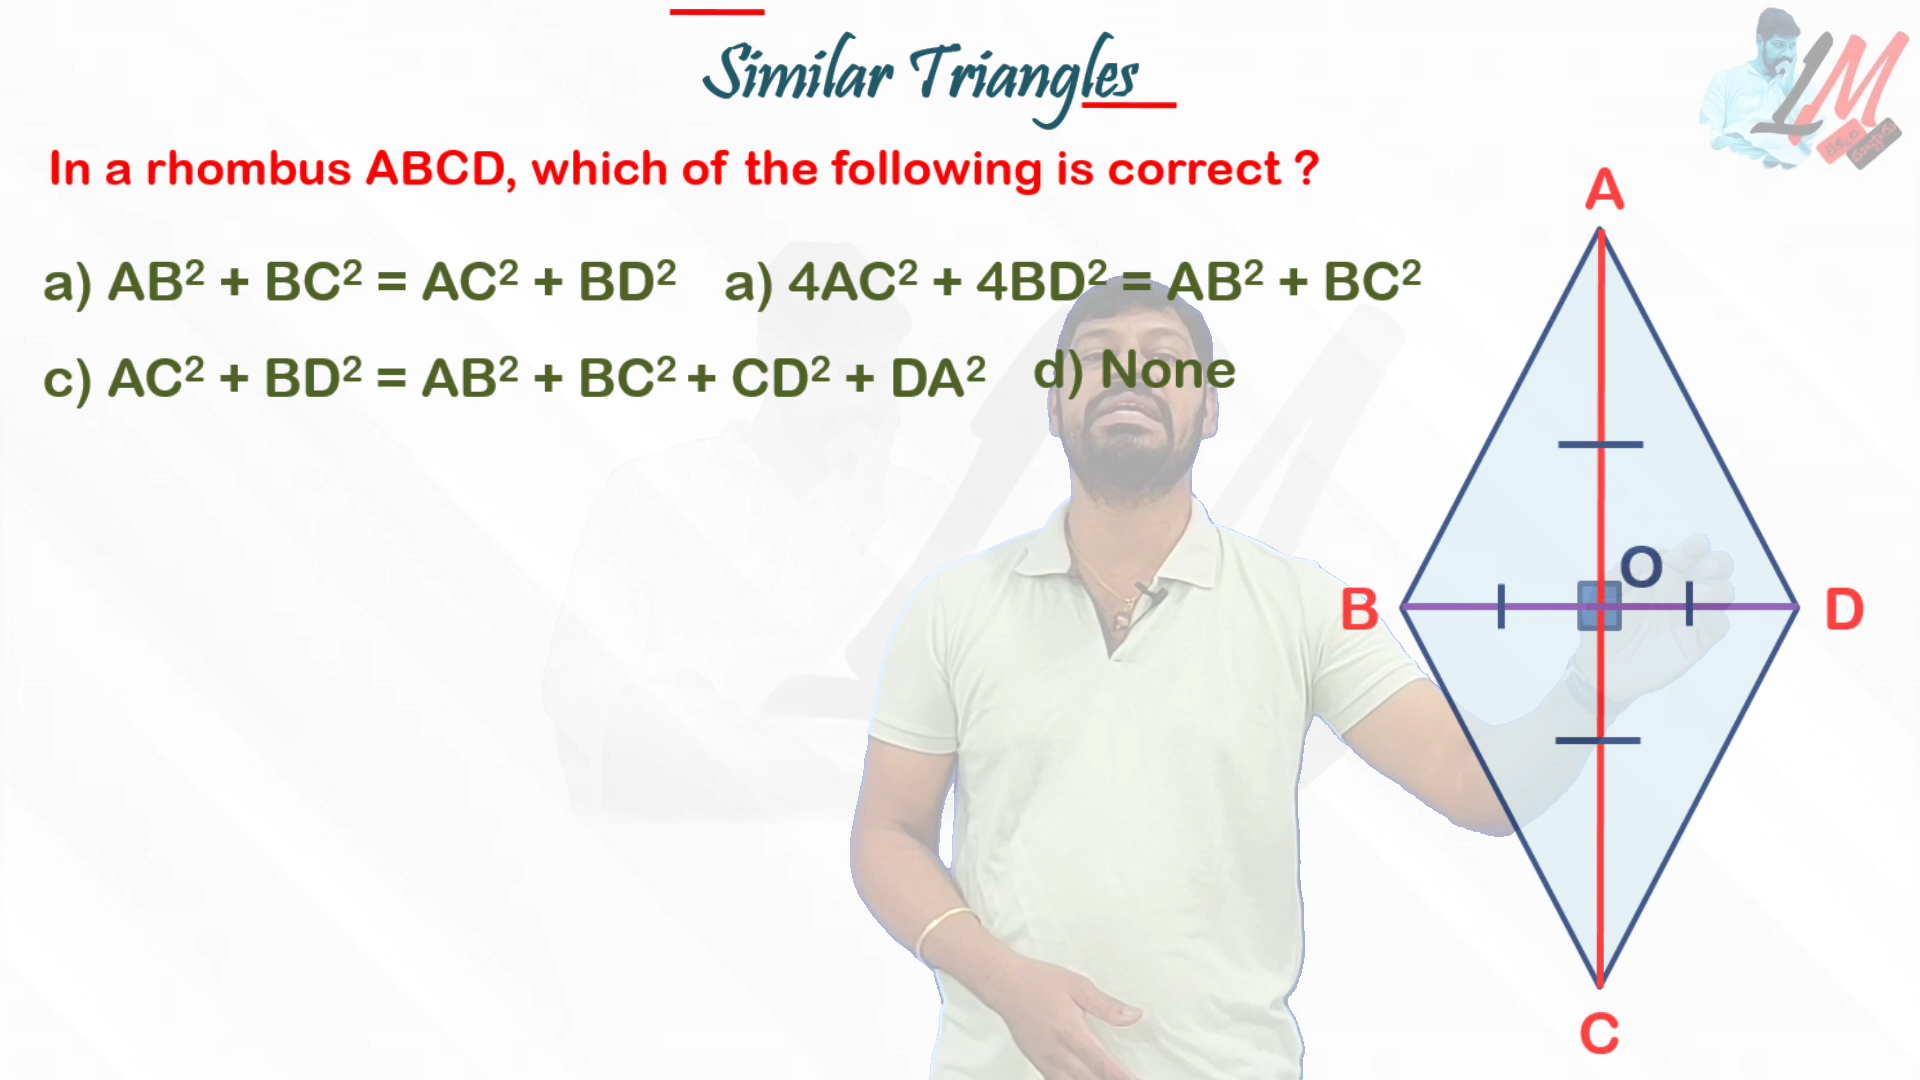 Similar Triangles
In a rhombus ABCD, which of the following is correct ?
a) AB² + BC² = AC² + BD² a) 4AC² + 4BD² = AB² + BC²
c) AC² + BD² = AB² + BC² + CD² + DA² d) None
A
O
B D
C
LM